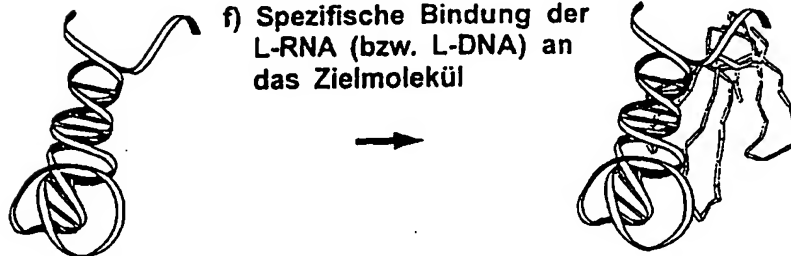 f) Spezifische Bindung der
L-RNA (bzw. L-DNA) an
das Zielmolekül